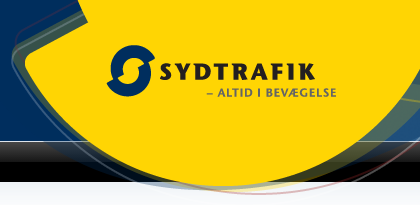 SYDTRAFIK
– ALTID I BEVÆGELSE